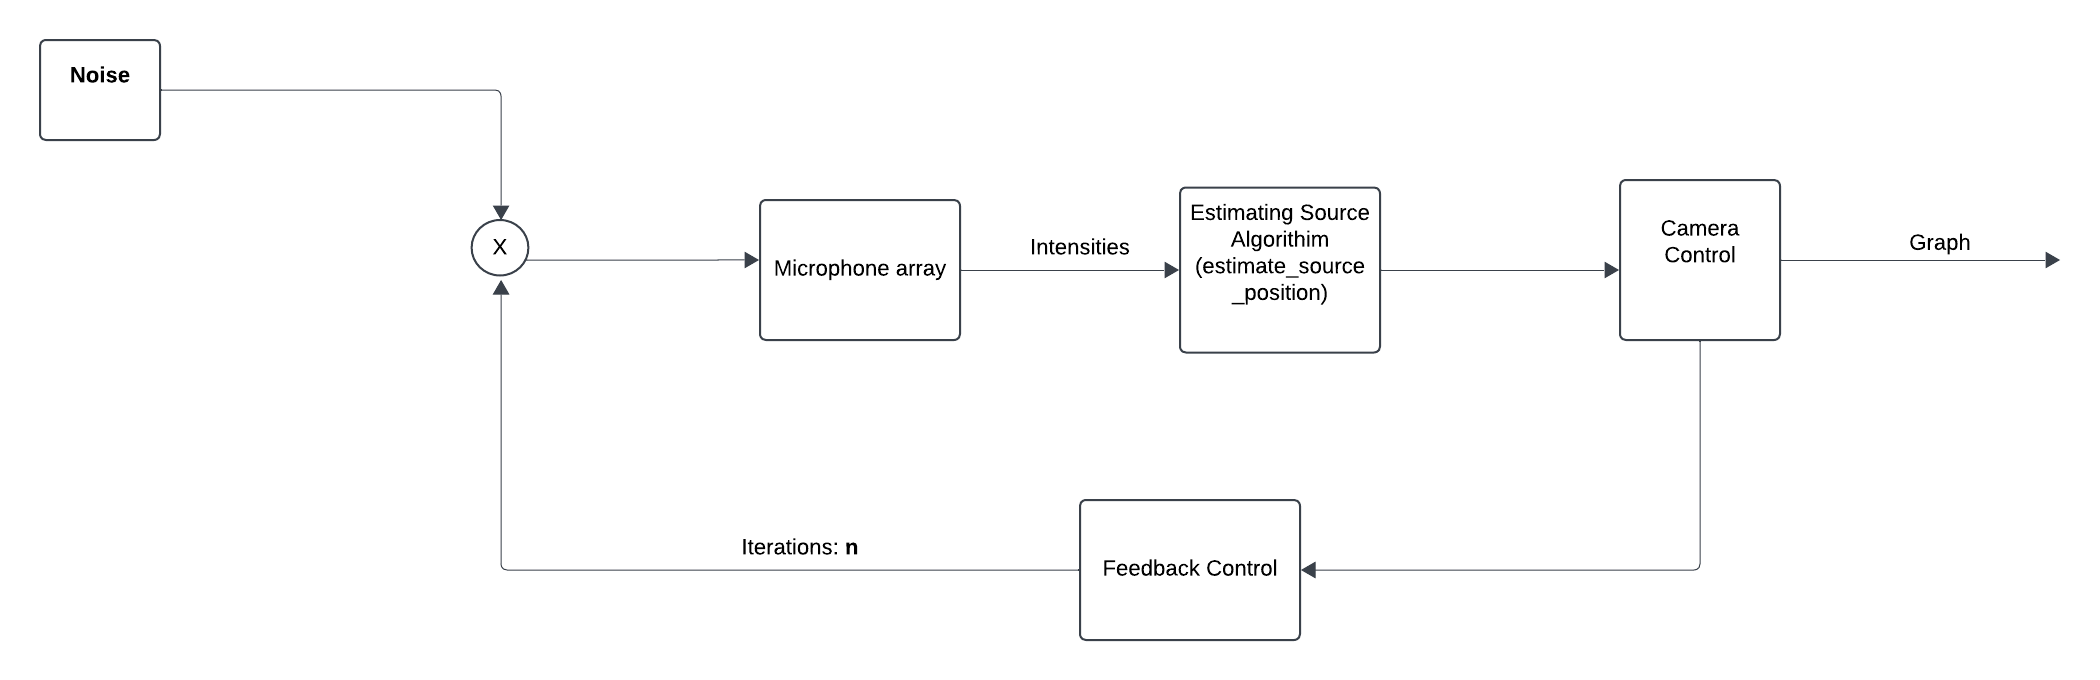 Noise
X
Microphone array
Intensities
Estimating Source
Algorithim
(estimate_source
_position)
Camera
Control
Graph
Iterations: n
Feedback Control